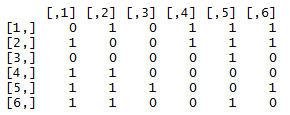 [,1] [,2] [,3] [,4] [,5] [,6]
[1,] 0 1 0 1 1 1
[2,] 1 0 0 1 1 1
[3,] 0 0 0 0 1 0
[4,] 1 1 0 0 0 0
[5,] 1 1 1 0 0 1
[6,] 1 1 0 0 1 0